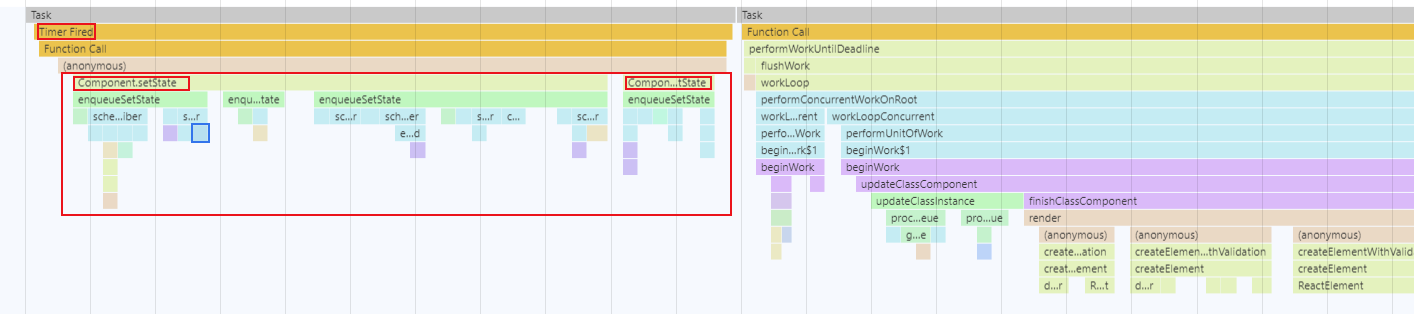 Task
Task
Timer Fired
Function Call
Function Call
performWorkUntilDeadline
(anonymous)
flushWork
Component.setState
Compon...tState
workLoop
enqueueSetState
enqu...tate
enqueueSetState
enqueueSetState
performConcurrentWorkOnRoot
sche...iber
s...r
sc...r
sch...er
s...r
c...
sc...r
workL...rent
workLoopConcurrent
e...d
perfo...Work
performUnitOfWork
begin...rk$1
beginWork$1
beginWork
beginWork
updateClassComponent
updateClassInstance
finishClassComponent
proc...eue
pro...ue
render
g...e
(anonymous)
(anonymous)
(anonymous)
create...ation
createElemen...thValidation
createElementWithValid
creat...ement
createElement
createElement
d...r
R...t
d...r
ReactElement